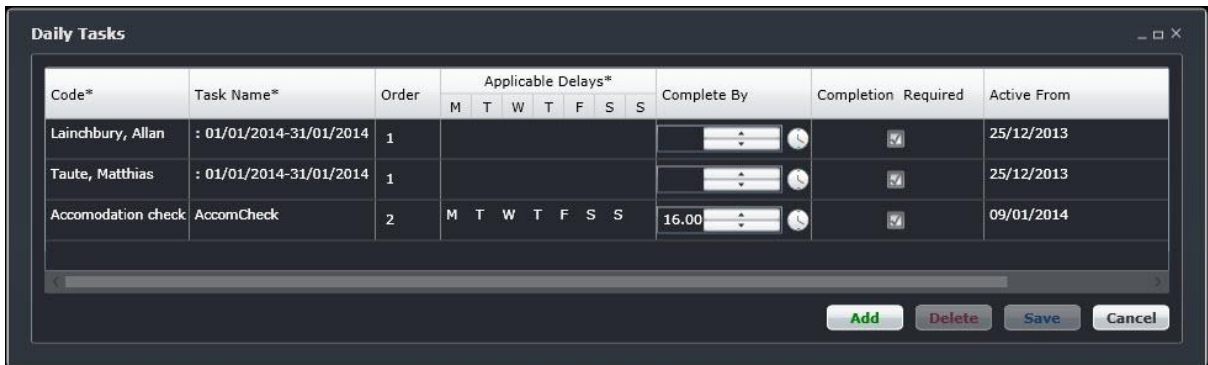 Daily Tasks
Code* Task Name* Order Applicable Delays* Complete By Completion Required Active From
M T W T F S S
Lainchbury, Allan : 01/01/2014-31/01/2014 1 25/12/2013
Taute, Matthias : 01/01/2014-31/01/2014 1 25/12/2013
Accomodation check AccomCheck 2 M T W T F S S 16.00 09/01/2014
Add Delete Save Cancel